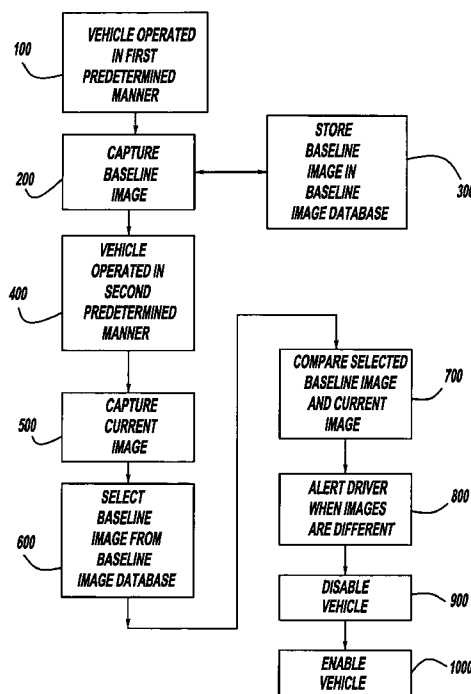 100
VEHICLE OPERATED
IN FIRST
PREDETERMINED
MANNER
200
CAPTURE
BASELINE
IMAGE
STORE
BASELINE
IMAGE IN
BASELINE
IMAGE DATABASE
300
400
VEHICLE
OPERATED IN
SECOND
PREDETERMINED
MANNER
500
CAPTURE
CURRENT
IMAGE
600
SELECT
BASELINE
IMAGE FROM
BASELINE
IMAGE DATABASE
COMPARE SELECTED
BASELINE IMAGE
AND CURRENT
IMAGE
700
ALERT DRIVER
WHEN IMAGES
ARE DIFFERENT
800
DISABLE
VEHICLE
900
ENABLE
VEHICLE
1000